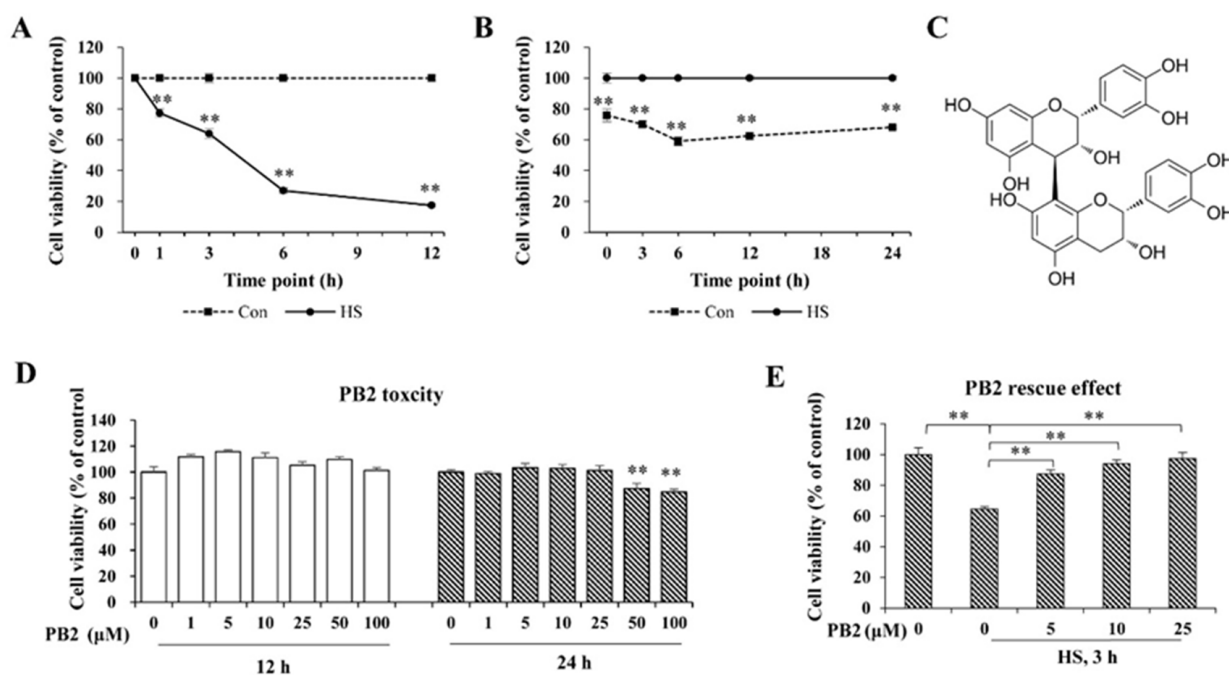 A
Cell viability (% of control)
120
100
80
60
40
20
0
**
**
**
**
0 1 3 6 9 12
Time point (h)
Con HS
B
Cell viability (% of control)
120
100
80
60
40
20
0
**
**
**
**
**
0 3 6 12 18 24
Time point (h)
Con HS
C
OH
OH
HO
O
OH
OH
HO
O
OH
OH
OH
OH
D
PB2 toxcity
Cell viability (% of control)
140
120
100
80
60
40
20
0
** **
PB2 (μM) 0 1 5 10 25 50 100 0 1 5 10 25 50 100
12 h 24 h
E
PB2 rescue effect
Cell viability (% of control)
120
100
80
60
40
20
0
** **
**
**
PB2 (μM) 0 0 5 10 25
HS, 3 h